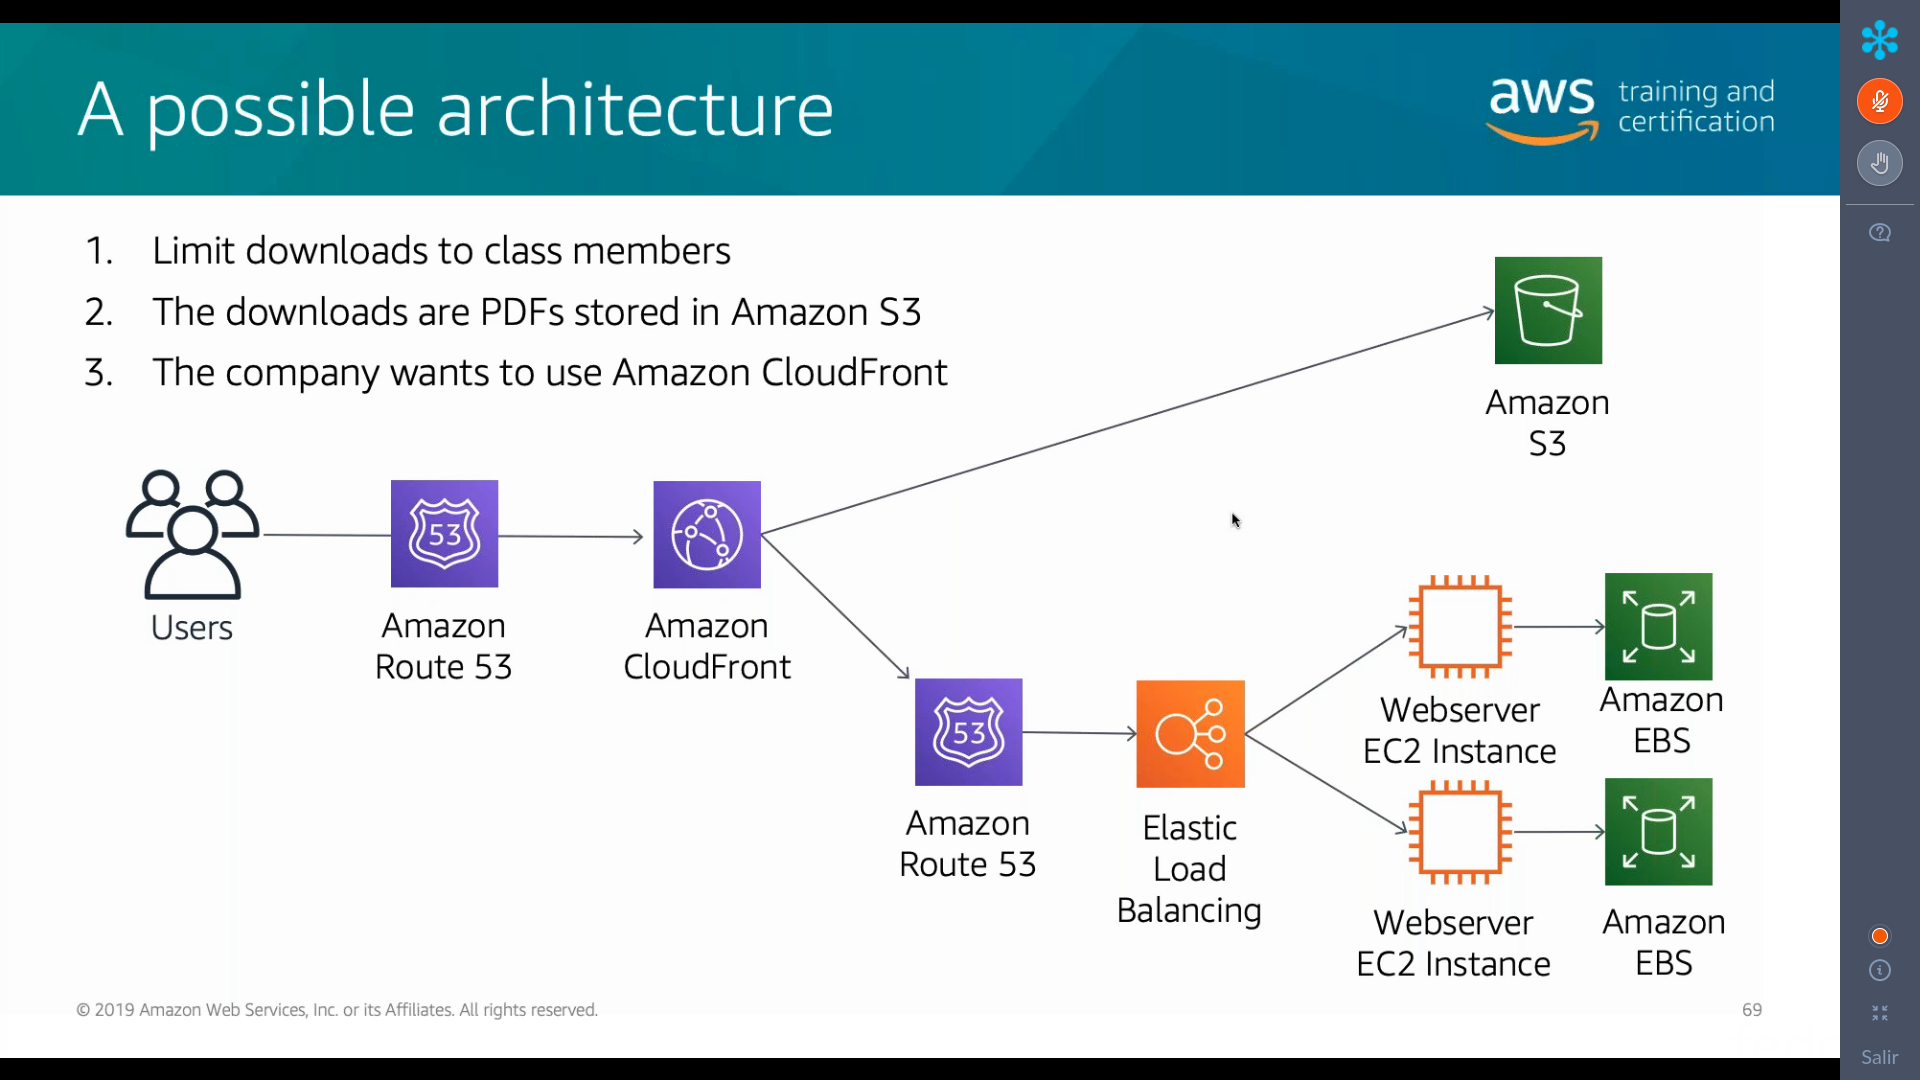 A possible architecture
aws training and
certification
1. Limit downloads to class members
2. The downloads are PDFs stored in Amazon S3
3. The company wants to use Amazon CloudFront
Amazon
S3
Users
53
Amazon
Route 53
Amazon
CloudFront
53
Amazon
Route 53
Elastic
Load
Balancing
Webserver
EC2 Instance
Amazon
EBS
Webserver
EC2 Instance
Amazon
EBS
© 2019 Amazon Web Services, Inc. or its Affiliates. All rights reserved.
69
Salir